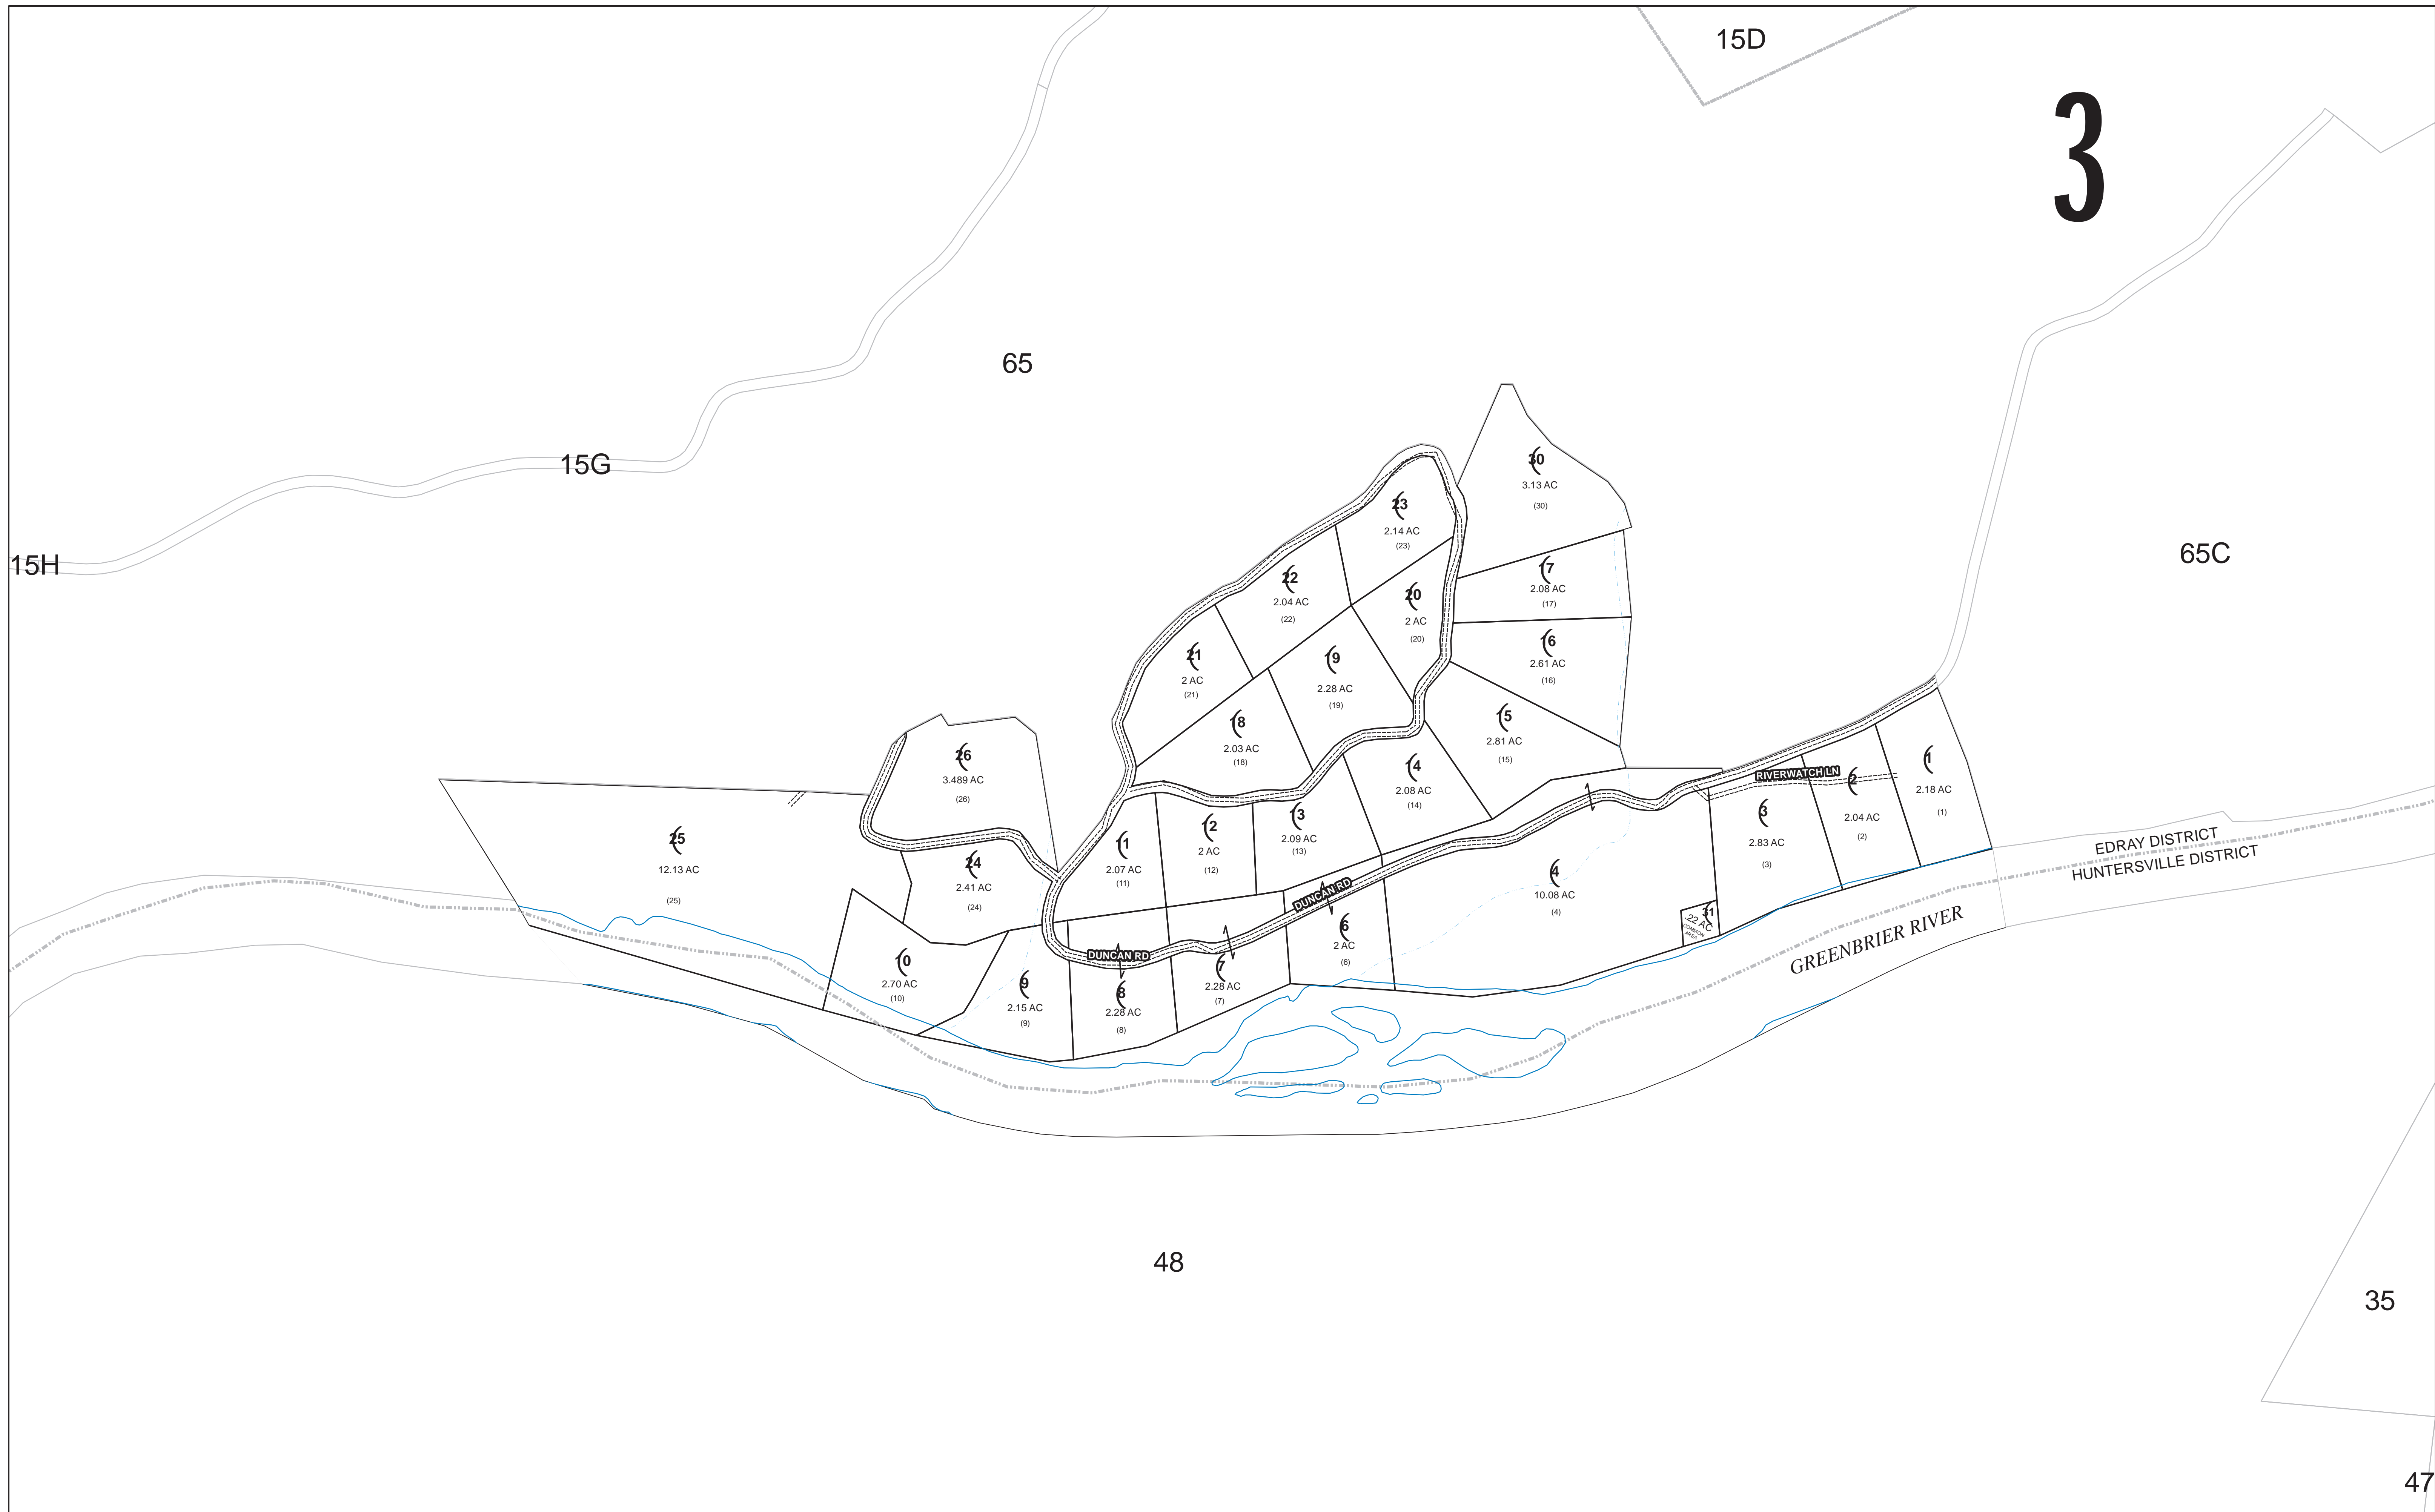 15D
3
65
15G
15H
65C
30
3.13 AC
(30)
23
2.14 AC
(23)
22
2.04 AC
(22)
20
2 AC
(20)
17
2.08 AC
(17)
16
2.61 AC
(16)
21
2 AC
(21)
19
2.28 AC
(19)
18
2.03 AC
(18)
15
2.81 AC
(15)
14
2.08 AC
(14)
26
3.489 AC
(26)
13
2.09 AC
(13)
12
2 AC
(12)
11
2.07 AC
(11)
25
12.13 AC
(25)
24
2.41 AC
(24)
RIVERWATCH LN
1
2.18 AC
(1)
2
2.04 AC
(2)
3
2.83 AC
(3)
4
10.08 AC
(4)
31
.22 AC
COMMON
AREA
DUNCAN RD
6
2 AC
(6)
DUNCAN RD
7
2.28 AC
(7)
8
2.28 AC
(8)
9
2.15 AC
(9)
10
2.70 AC
(10)
EDRAY DISTRICT
HUNTERSVILLE DISTRICT
GREENBRIER RIVER
48
35
47